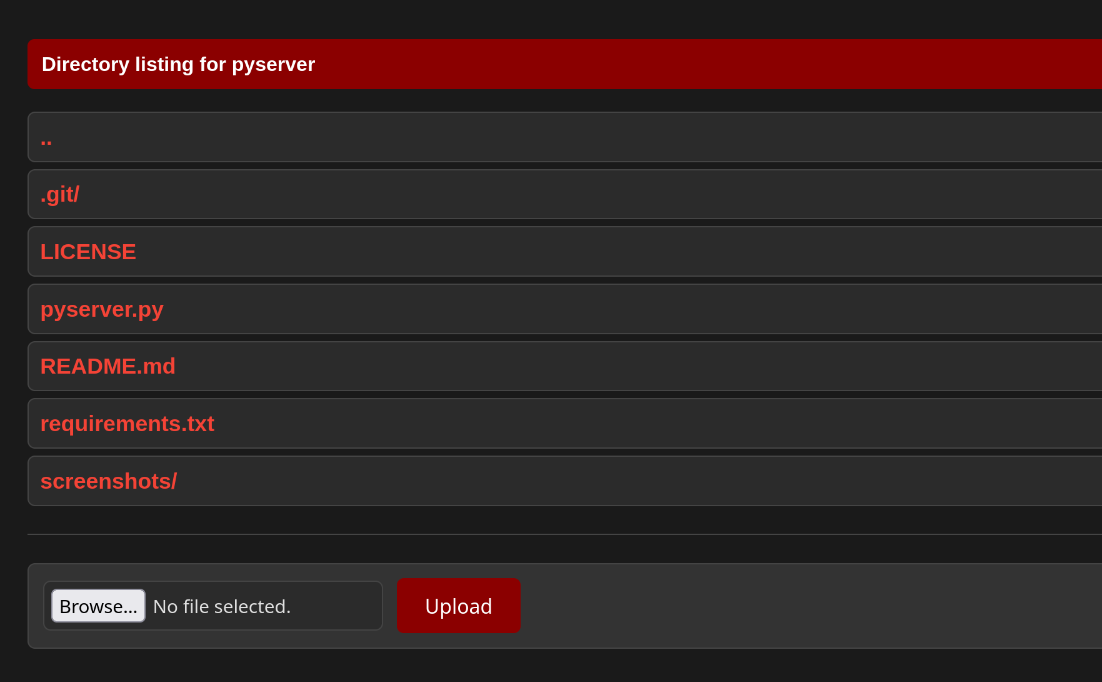 Directory listing for pyserver
..
.git/
LICENSE
pyserver.py
README.md
requirements.txt
screenshots/
Browse... No file selected. Upload